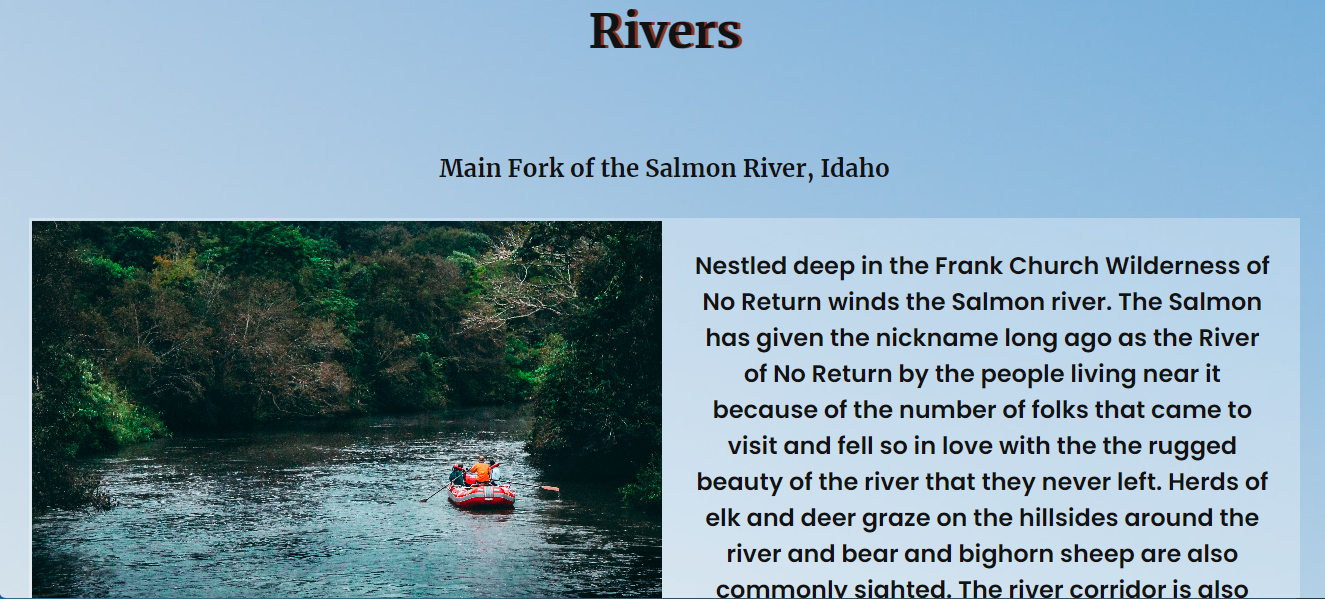 Rivers
Main Fork of the Salmon River, Idaho
Nestled deep in the Frank Church Wilderness of
No Return winds the Salmon river. The Salmon
has given the nickname long ago as the River
of No Return by the people living near it
because of the number of folks that came to
visit and fell so in love with the the rugged
beauty of the river that they never left. Herds of
elk and deer graze on the hillsides around the
river and bear and bighorn sheep are also
commonly sighted. The river corridor is also